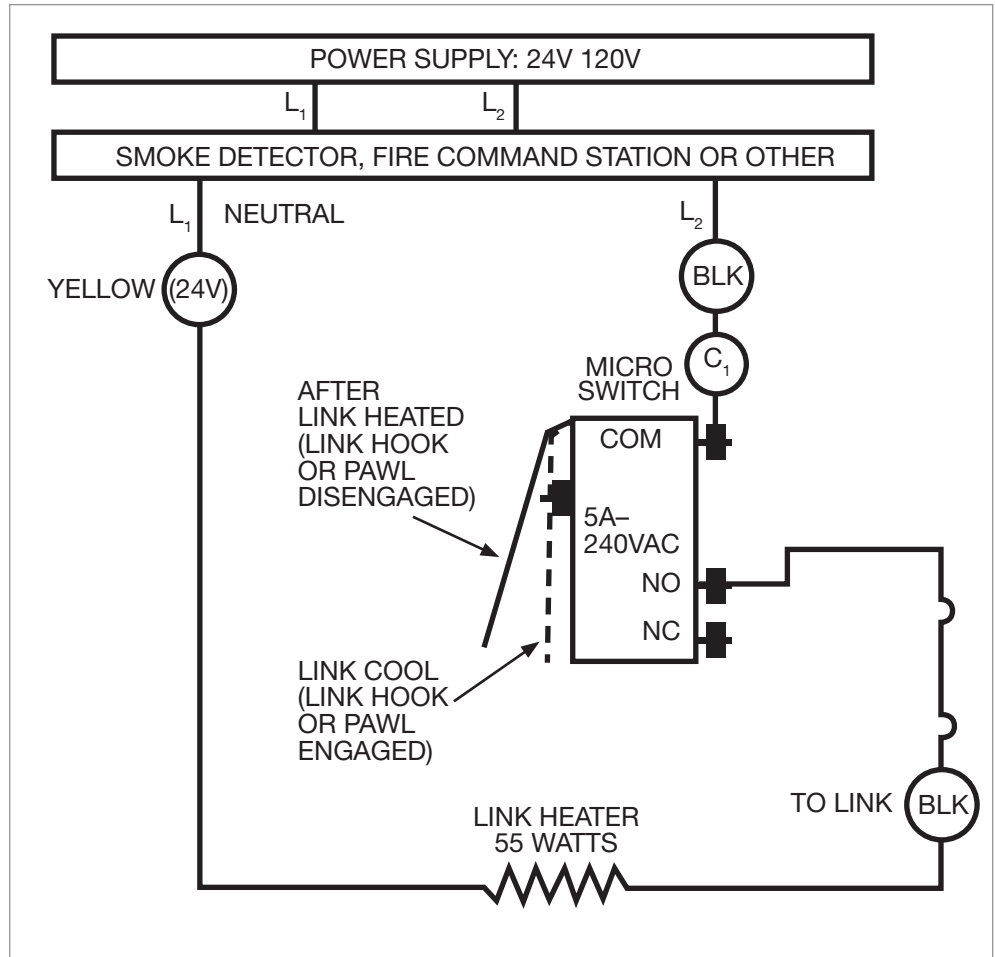 POWER SUPPLY: 24V 120V
L₁
L₂
SMOKE DETECTOR, FIRE COMMAND STATION OR OTHER
L₁ NEUTRAL
L₂
YELLOW (24V)
BLK
C₁
MICRO
SWITCH
AFTER
LINK HEATED
(LINK HOOK
OR PAWL
DISENGAGED)
COM
5A–
240VAC
NO
NC
LINK COOL
(LINK HOOK
OR PAWL
ENGAGED)
TO LINK BLK
LINK HEATER
55 WATTS